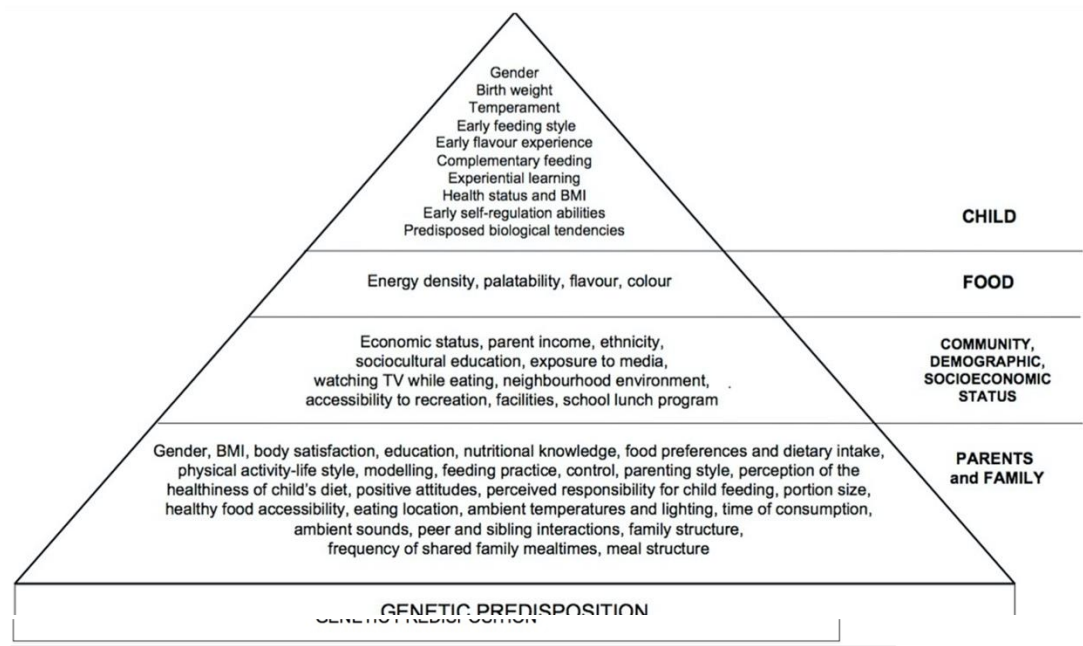 Gender
Birth weight
Temperament
Early feeding style
Early flavour experience
Complementary feeding
Experiential learning
Health status and BMI
Early self-regulation abilities
Predisposed biological tendencies
CHILD
Energy density, palatability, flavour, colour
FOOD
Economic status, parent income, ethnicity,
sociocultural education, exposure to media,
watching TV while eating, neighbourhood environment,
accessibility to recreation, facilities, school lunch program
COMMUNITY,
DEMOGRAPHIC,
SOCIOECONOMIC
STATUS
Gender, BMI, body satisfaction, education, nutritional knowledge, food preferences and dietary intake,
physical activity-life style, modelling, feeding practice, control, parenting style, perception of the
healthiness of child's diet, positive attitudes, perceived responsibility for child feeding, portion size,
healthy food accessibility, eating location, ambient temperatures and lighting, time of consumption,
ambient sounds, peer and sibling interactions, family structure,
frequency of shared family mealtimes, meal structure
PARENTS
and FAMILY
GENETIC PREDISPOSITION
GENETIC PREDISPOSITION